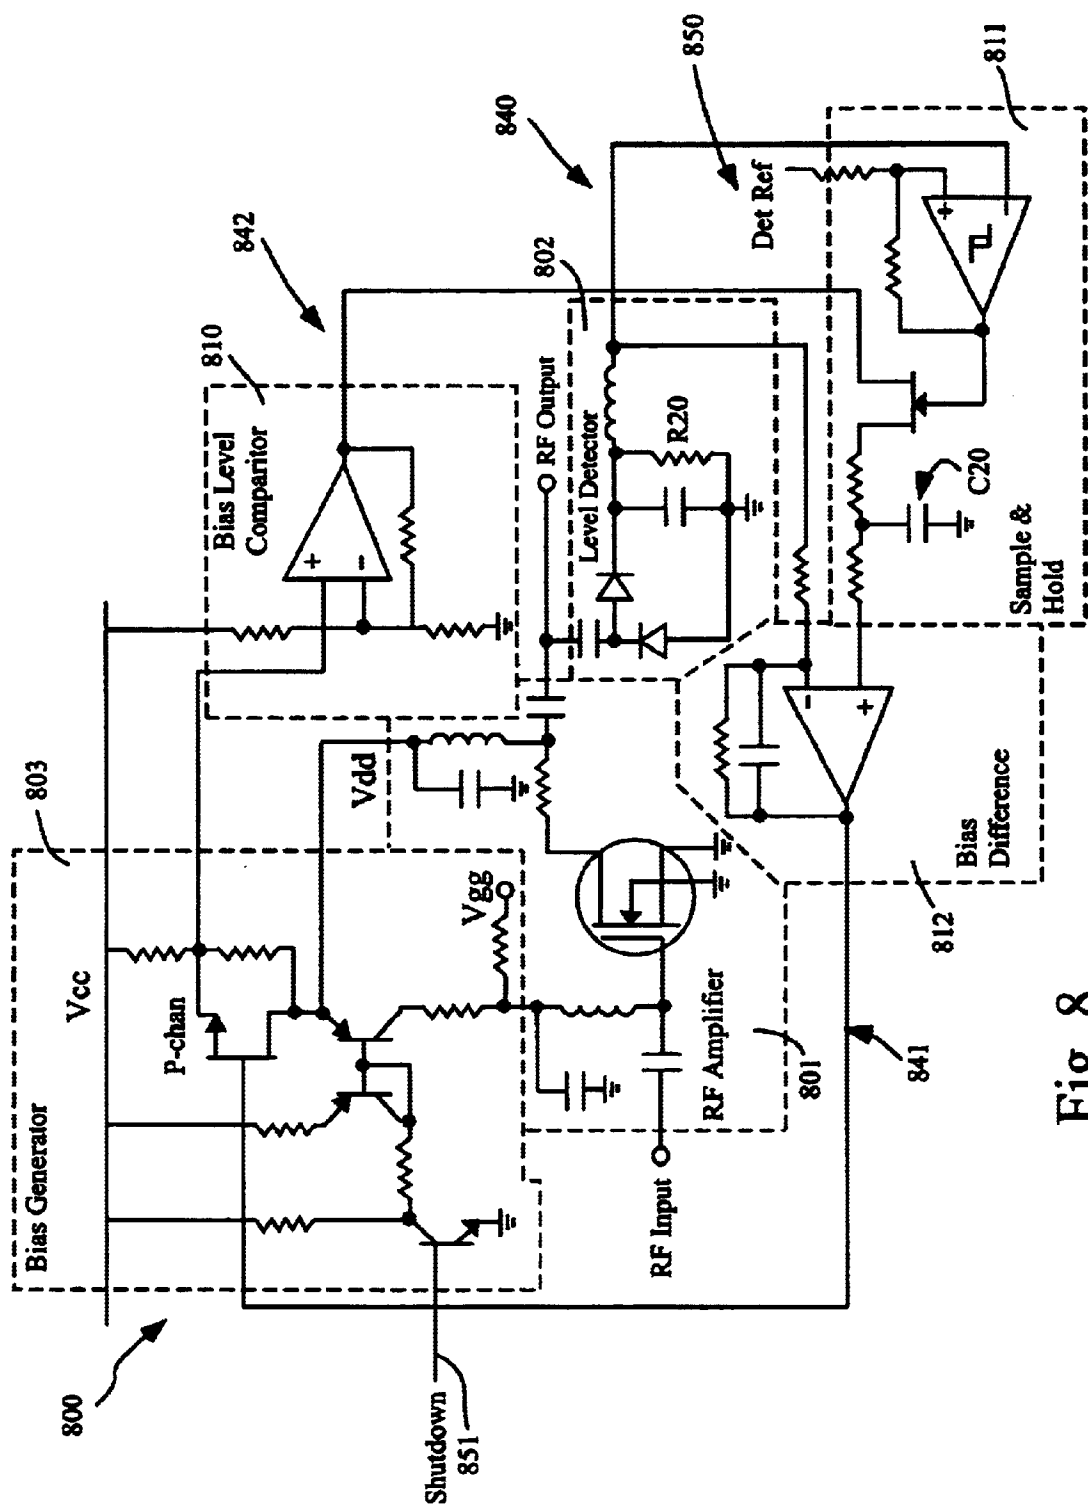 800
Shutdown
851
Bias Generator
803
Vcc
P-chan
Vgg
Vdd
810
Bias Level
Comparitor
+
−
842
RF Output
802
Level Detector
R20
840
850
Det Ref
811
+
C20
Sample &
Hold
−
+
Bias
Difference
812
841
RF Input
RF Amplifier
801
Fig. 8